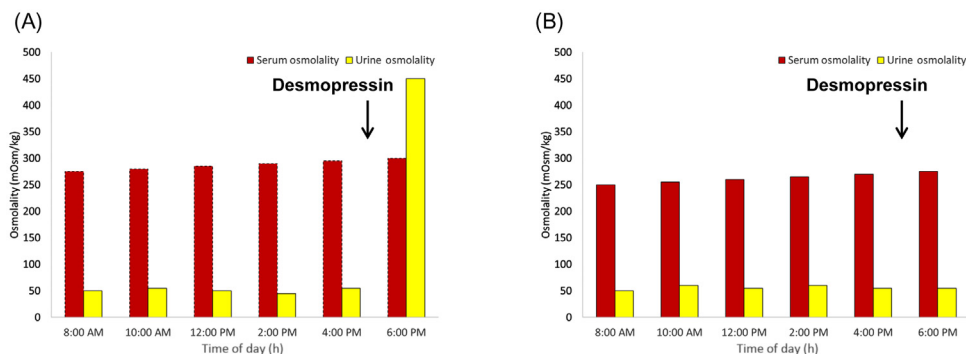 (A)
Serum osmolality Urine osmolality
Desmopressin
Osmolality (mOsm/kg)
500
450
400
350
300
250
200
150
100
50
0
8:00 AM 10:00 AM 12:00 PM 2:00 PM 4:00 PM 6:00 PM
Time of day (h)
(B)
Serum osmolality Urine osmolality
Desmopressin
Osmolality (mOsm/kg)
500
450
400
350
300
250
200
150
100
50
0
8:00 AM 10:00 AM 12:00 PM 2:00 PM 4:00 PM 6:00 PM
Time of day (h)